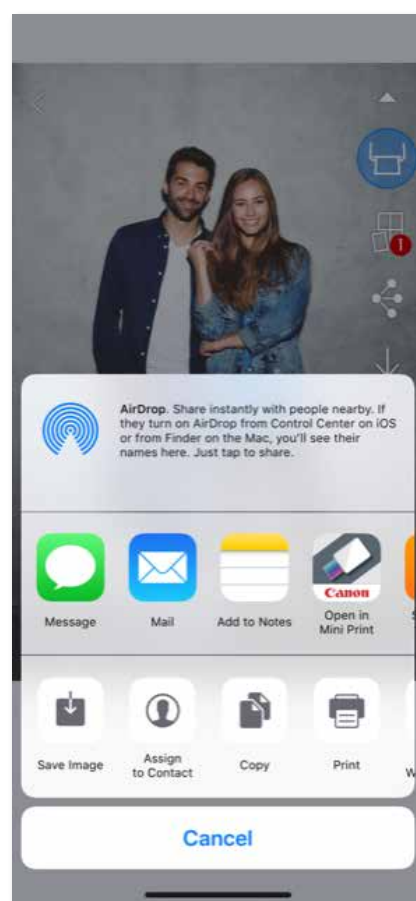 1
AirDrop. Share instantly with people nearby. If
they turn on AirDrop from Control Center on iOS
or from Finder on the Mac, you'll see their
names here. Just tap to share.
Canon
Message
Mail
Add to Notes
Open in
Mini Print
S
Save Image
Assign
to Contact
Copy
Print
W
Cancel